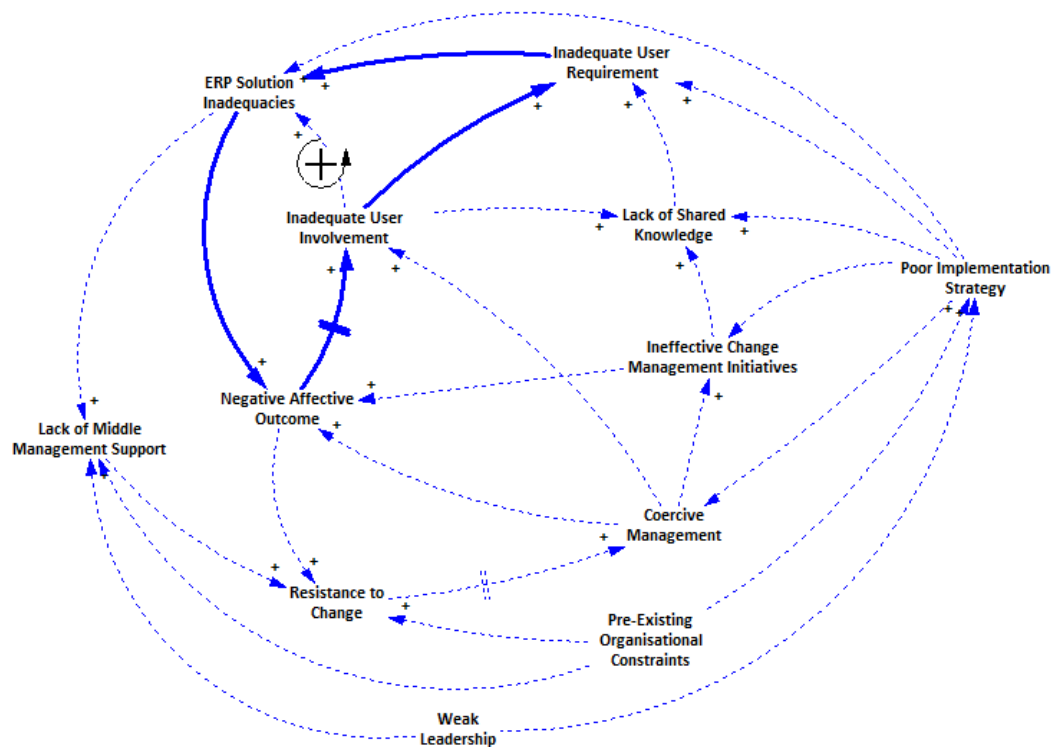 Inadequate User
Requirement
ERP Solution
Inadequacies
Inadequate User
Involvement
Lack of Shared
Knowledge
Poor Implementation
Strategy
Ineffective Change
Management Initiatives
Negative Affective
Outcome
Lack of Middle
Management Support
Coercive
Management
Resistance to
Change
Pre-Existing
Organisational
Constraints
Weak
Leadership